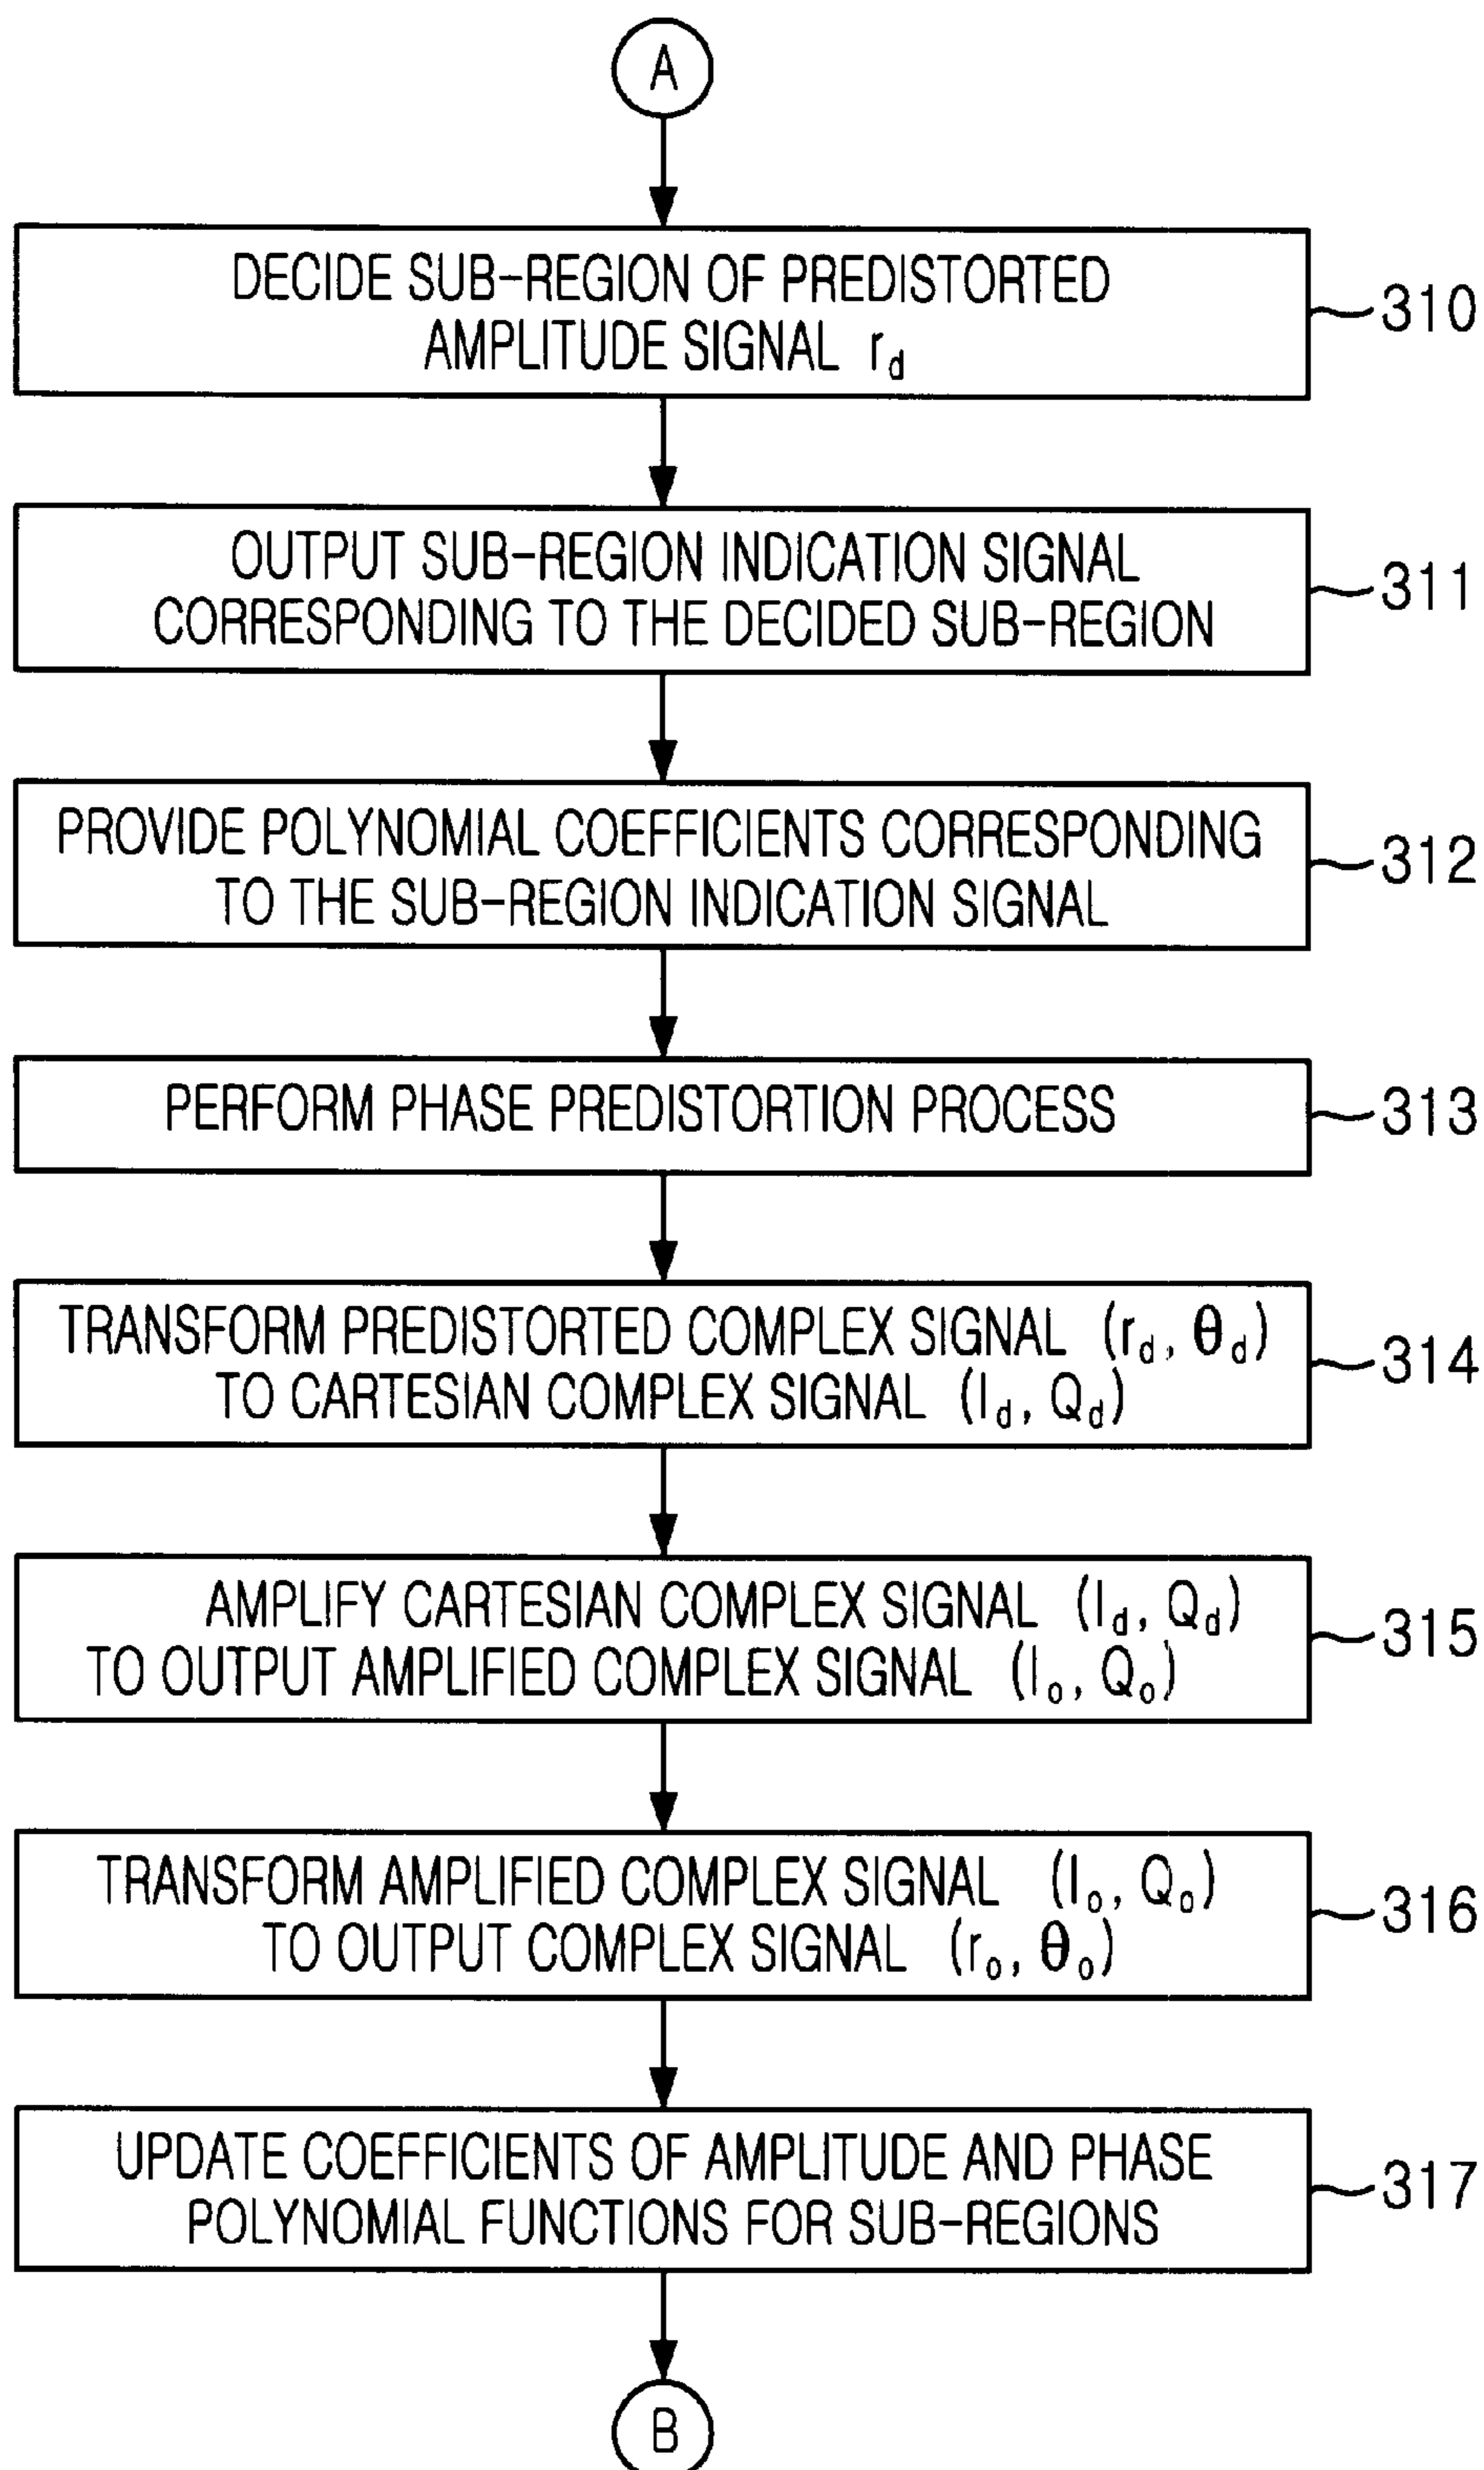 A
DECIDE SUB-REGION OF PREDISTORTED
AMPLITUDE SIGNAL r_d
310
OUTPUT SUB-REGION INDICATION SIGNAL
CORRESPONDING TO THE DECIDED SUB-REGION
311
PROVIDE POLYNOMIAL COEFFICIENTS CORRESPONDING
TO THE SUB-REGION INDICATION SIGNAL
312
PERFORM PHASE PREDISTORTION PROCESS
313
TRANSFORM PREDISTORTED COMPLEX SIGNAL (r_d, θ_d)
TO CARTESIAN COMPLEX SIGNAL (I_d, Q_d)
314
AMPLIFY CARTESIAN COMPLEX SIGNAL (I_d, Q_d)
TO OUTPUT AMPLIFIED COMPLEX SIGNAL (I_o, Q_o)
315
TRANSFORM AMPLIFIED COMPLEX SIGNAL (I_o, Q_o)
TO OUTPUT COMPLEX SIGNAL (r_o, θ_o)
316
UPDATE COEFFICIENTS OF AMPLITUDE AND PHASE
POLYNOMIAL FUNCTIONS FOR SUB-REGIONS
317
B